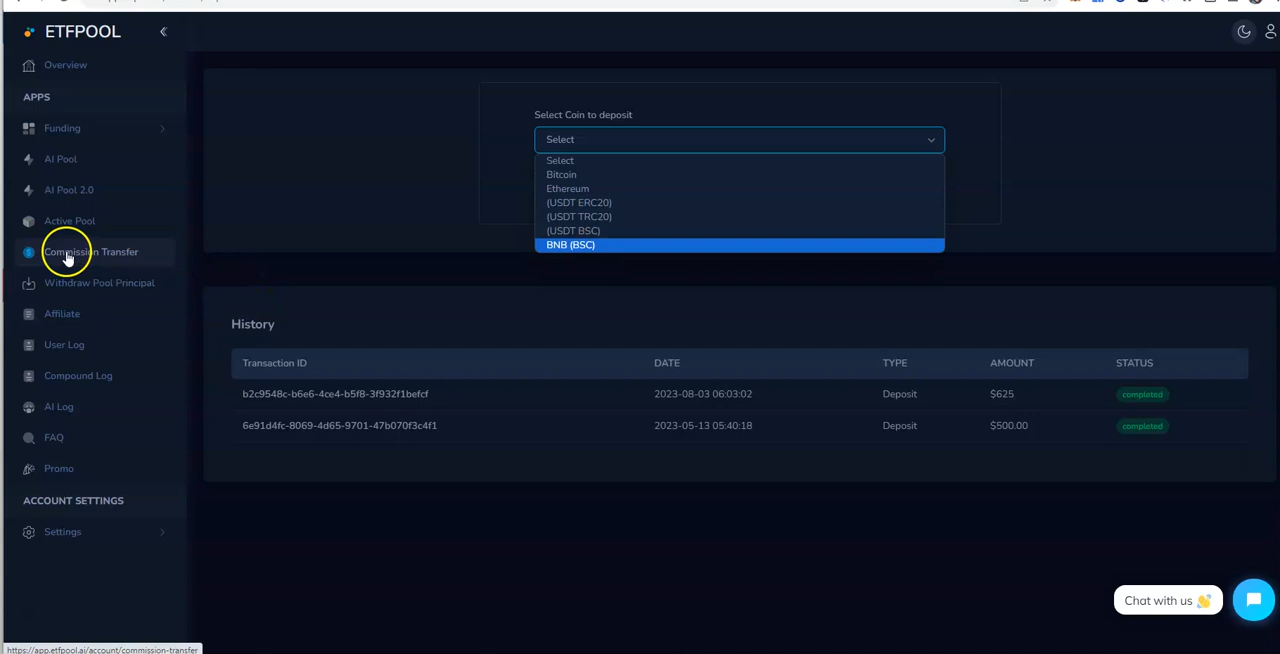 ETFPOOL
Overview
APPS
Funding
AI Pool
AI Pool 2.0
Active Pool
Commission Transfer
Withdraw Pool Principal
Affiliate
User Log
Compound Log
AI Log
FAQ
Promo
ACCOUNT SETTINGS
Settings
Select Coin to deposit
Select
Select
Bitcoin
Ethereum
(USDT ERC20)
(USDT TRC20)
(USDT BSC)
BNB (BSC)
History
Transaction ID DATE TYPE AMOUNT STATUS
b2c9548c-b6e6-4ce4-b5f8-3f932f1befcf 2023-08-03 06:03:02 Deposit $625 completed
6e91d4fc-8069-4d65-9701-47b070f3c4f1 2023-05-13 05:40:18 Deposit $500.00 completed
Chat with us 👋
https://app.etfpool.ai/account/commission-transfer